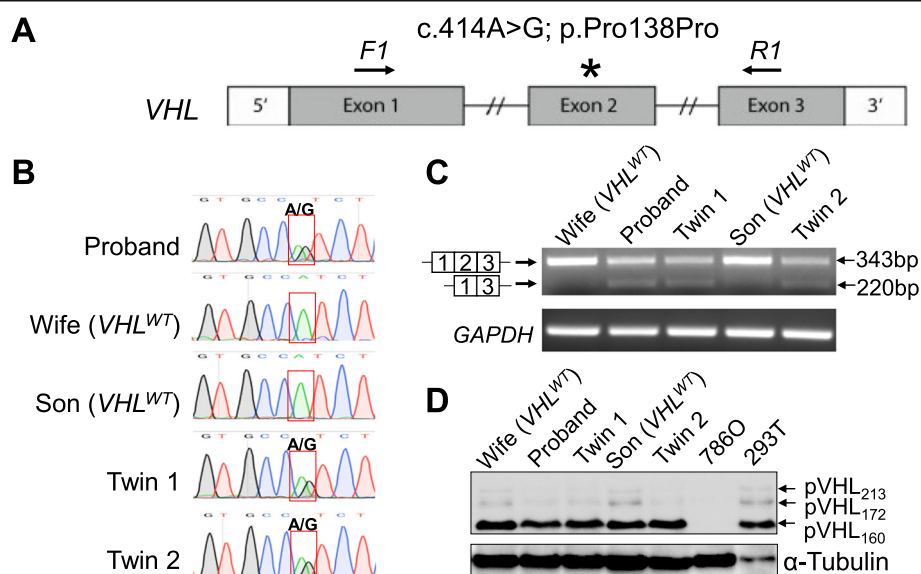 A
c.414A>G; p.Pro138Pro
F1
*
R1
VHL
5'
Exon 1
//
Exon 2
//
Exon 3
3'
B
G T G C C T C T
A/G
Proband
G T G C C A T C T
Wife (VHL^WT)
G T G C C A T C T
Son (VHL^WT)
G T G C C T C T
A/G
Twin 1
G T G C C T C T
A/G
Twin 2
C
Wife (VHL^WT)
Proband
Twin 1
Son (VHL^WT)
Twin 2
1 2 3
343bp
1 3
220bp
GAPDH
D
Wife (VHL^WT)
Proband
Twin 1
Son (VHL^WT)
Twin 2
786O
293T
pVHL213
pVHL172
pVHL160
α-Tubulin